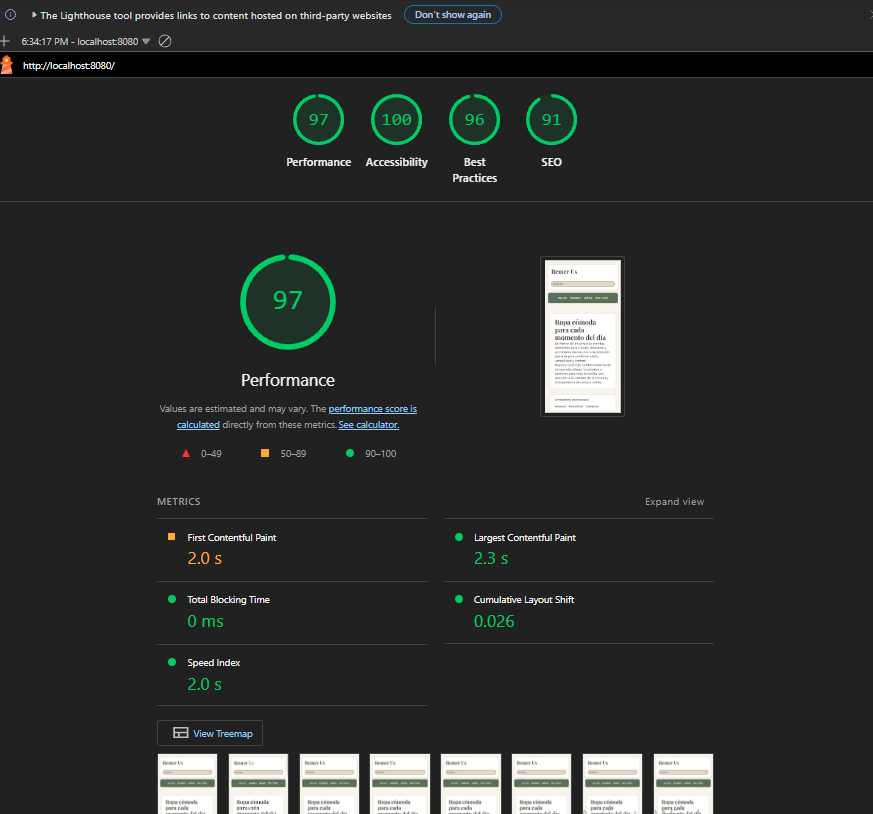 The Lighthouse tool provides links to content hosted on third-party websites Don't show again
6:34:17 PM - localhost:8080
http://localhost:8080/
97 100 96 91
Performance Accessibility Best Practices SEO
97
Performance
Values are estimated and may vary. The performance score is
calculated directly from these metrics. See calculator.
0–49 50–89 90–100
METRICS Expand view
First Contentful Paint
2.0 s
Largest Contentful Paint
2.3 s
Total Blocking Time
0 ms
Cumulative Layout Shift
0.026
Speed Index
2.0 s
View Treemap
Remer Us
Ropa cómoda
para cada
momento del día